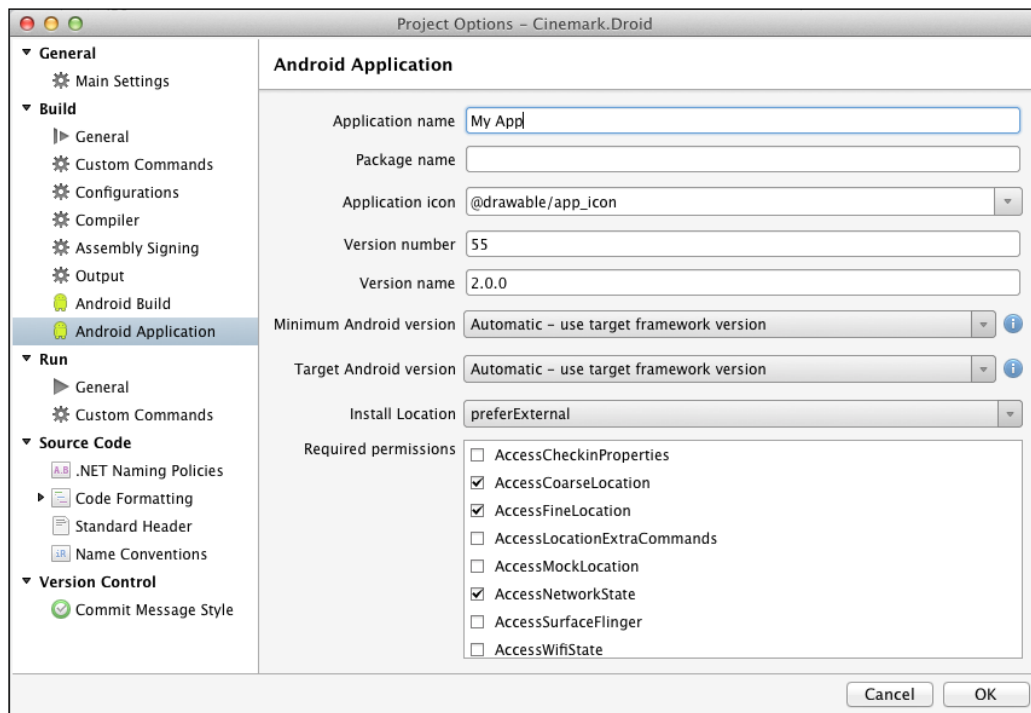 Project Options – Cinemark.Droid
General
Main Settings
Build
General
Custom Commands
Configurations
Compiler
Assembly Signing
Output
Android Build
Android Application
Run
General
Custom Commands
Source Code
A.B .NET Naming Policies
Code Formatting
Standard Header
iR Name Conventions
Version Control
Commit Message Style
Android Application
Application name My App
Package name
Application icon @drawable/app_icon
Version number 55
Version name 2.0.0
Minimum Android version Automatic – use target framework version
Target Android version Automatic – use target framework version
Install Location preferExternal
Required permissions
AccessCheckinProperties
AccessCoarseLocation
AccessFineLocation
AccessLocationExtraCommands
AccessMockLocation
AccessNetworkState
AccessSurfaceFlinger
AccessWifiState
Cancel OK